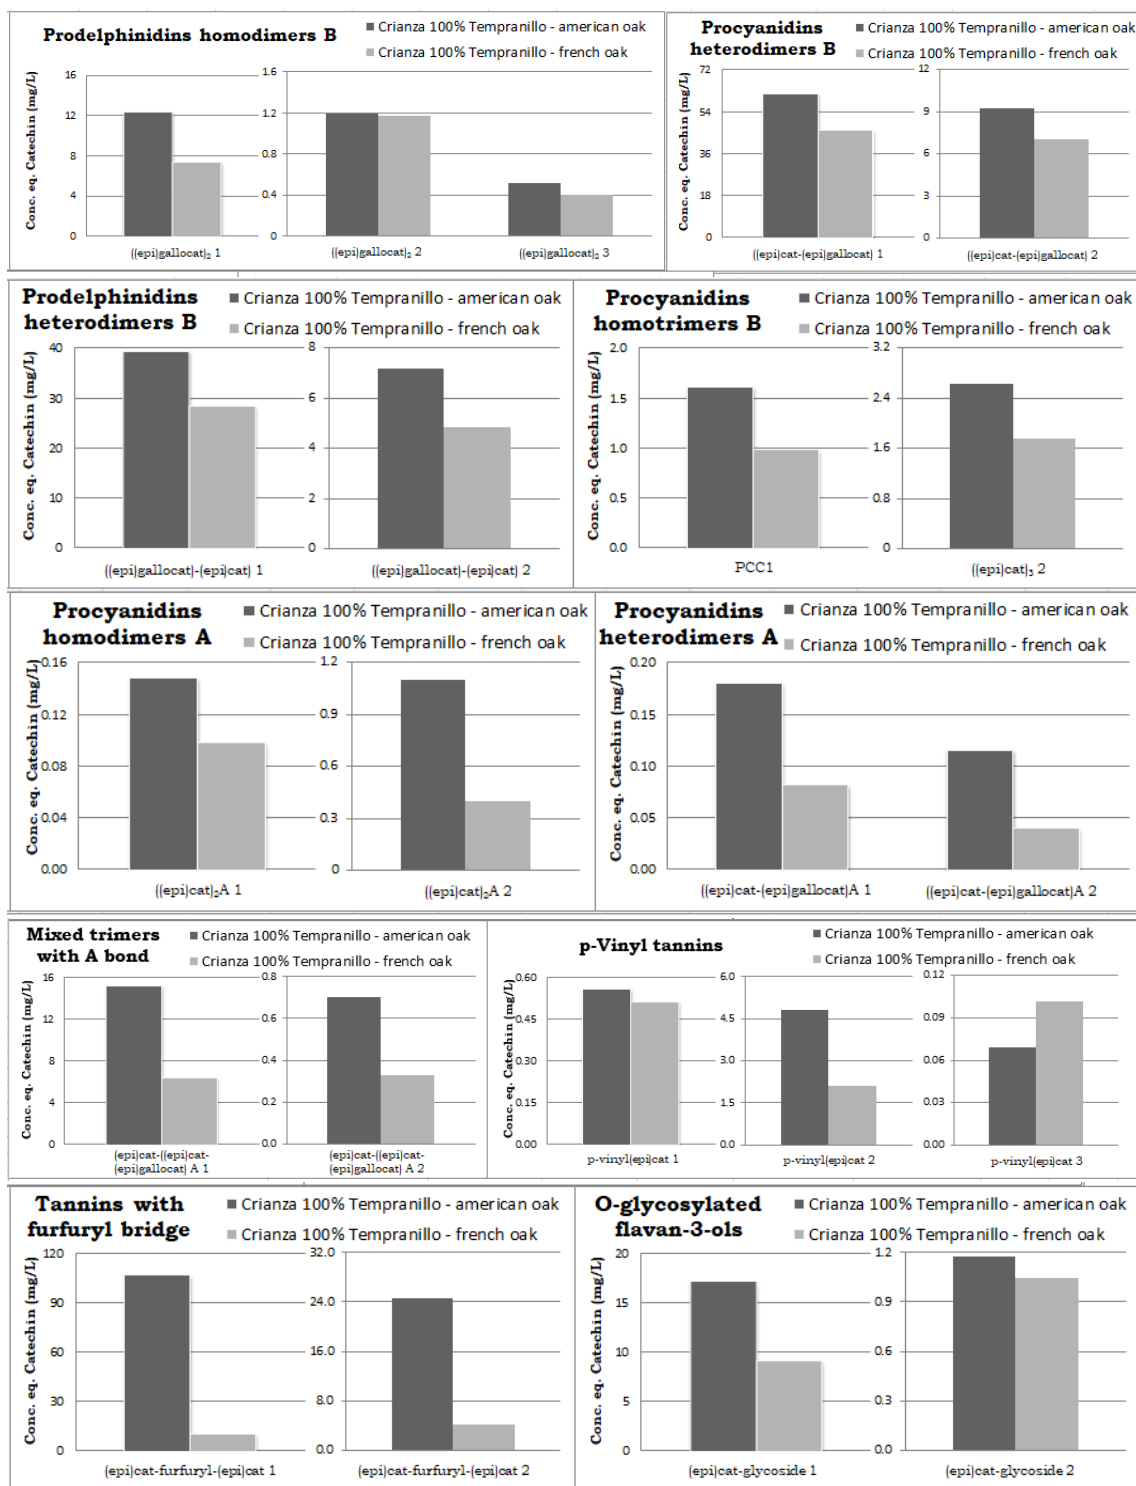 Prodelphinidins homodimers B
Crianza 100% Tempranillo - american oak
Crianza 100% Tempranillo - french oak
Conc. eq. Catechin (mg/L)
16
12
8
4
0
((epi)gallocat)₂ 1
1.6
1.2
0.8
0.4
0
((epi)gallocat)₂ 2
((epi)gallocat)₂ 3
Procyanidins
heterodimers B
Crianza 100% Tempranillo - american oak
Crianza 100% Tempranillo - french oak
Conc. eq. Catechin (mg/L)
72
54
36
18
0
((epi)cat-(epi)gallocat) 1
12
9
6
3
0
((epi)cat-(epi)gallocat) 2
Prodelphinidins
heterodimers B
Crianza 100% Tempranillo - american oak
Crianza 100% Tempranillo - french oak
Conc. eq. Catechin (mg/L)
40
30
20
10
0
((epi)gallocat)-(epi)cat) 1
8
6
4
2
0
((epi)gallocat)-(epi)cat) 2
Procyanidins
homotrimers B
Crianza 100% Tempranillo - american oak
Crianza 100% Tempranillo - french oak
Conc. eq. Catechin (mg/L)
2.0
1.5
1.0
0.5
0.0
PCC1
3.2
2.4
1.6
0.8
0
((epi)cat)₃ 2
Procyanidins
homodimers A
Crianza 100% Tempranillo - american oak
Crianza 100% Tempranillo - french oak
Conc. eq. Catechin (mg/L)
0.16
0.12
0.08
0.04
0.00
((epi)cat)₂A 1
1.2
0.9
0.6
0.3
0
((epi)cat)₂A 2
Procyanidins
heterodimers A
Crianza 100% Tempranillo - american oak
Crianza 100% Tempranillo - french oak
Conc. eq. Catechin (mg/L)
0.20
0.15
0.10
0.05
0.00
((epi)cat-(epi)gallocat)A 1
((epi)cat-(epi)gallocat)A 2
Mixed trimers
with A bond
Crianza 100% Tempranillo - american oak
Crianza 100% Tempranillo - french oak
Conc. eq. Catechin (mg/L)
16
12
8
4
0
(epi)cat-((epi)cat-
(epi)gallocat) A 1
0.8
0.6
0.4
0.2
0.0
(epi)cat-((epi)cat-
(epi)gallocat) A 2
p-Vinyl tannins
Crianza 100% Tempranillo - american oak
Crianza 100% Tempranillo - french oak
Conc. eq. Catechin (mg/L)
0.60
0.45
0.30
0.15
0.00
p-vinyl(epi)cat 1
6.0
4.5
3.0
1.5
0.0
p-vinyl(epi)cat 2
0.12
0.09
0.06
0.03
0.00
p-vinyl(epi)cat 3
Tannins with
furfuryl bridge
Crianza 100% Tempranillo - american oak
Crianza 100% Tempranillo - french oak
Conc. eq. Catechin (mg/L)
120
90
60
30
0
(epi)cat-furfuryl-(epi)cat 1
32.0
24.0
16.0
8.0
0.0
(epi)cat-furfuryl-(epi)cat 2
O-glycosylated
flavan-3-ols
Crianza 100% Tempranillo - american oak
Crianza 100% Tempranillo - french oak
Conc. eq. Catechin (mg/L)
20
15
10
5
0
(epi)cat-glycoside 1
1.2
0.9
0.6
0.3
0.0
(epi)cat-glycoside 2